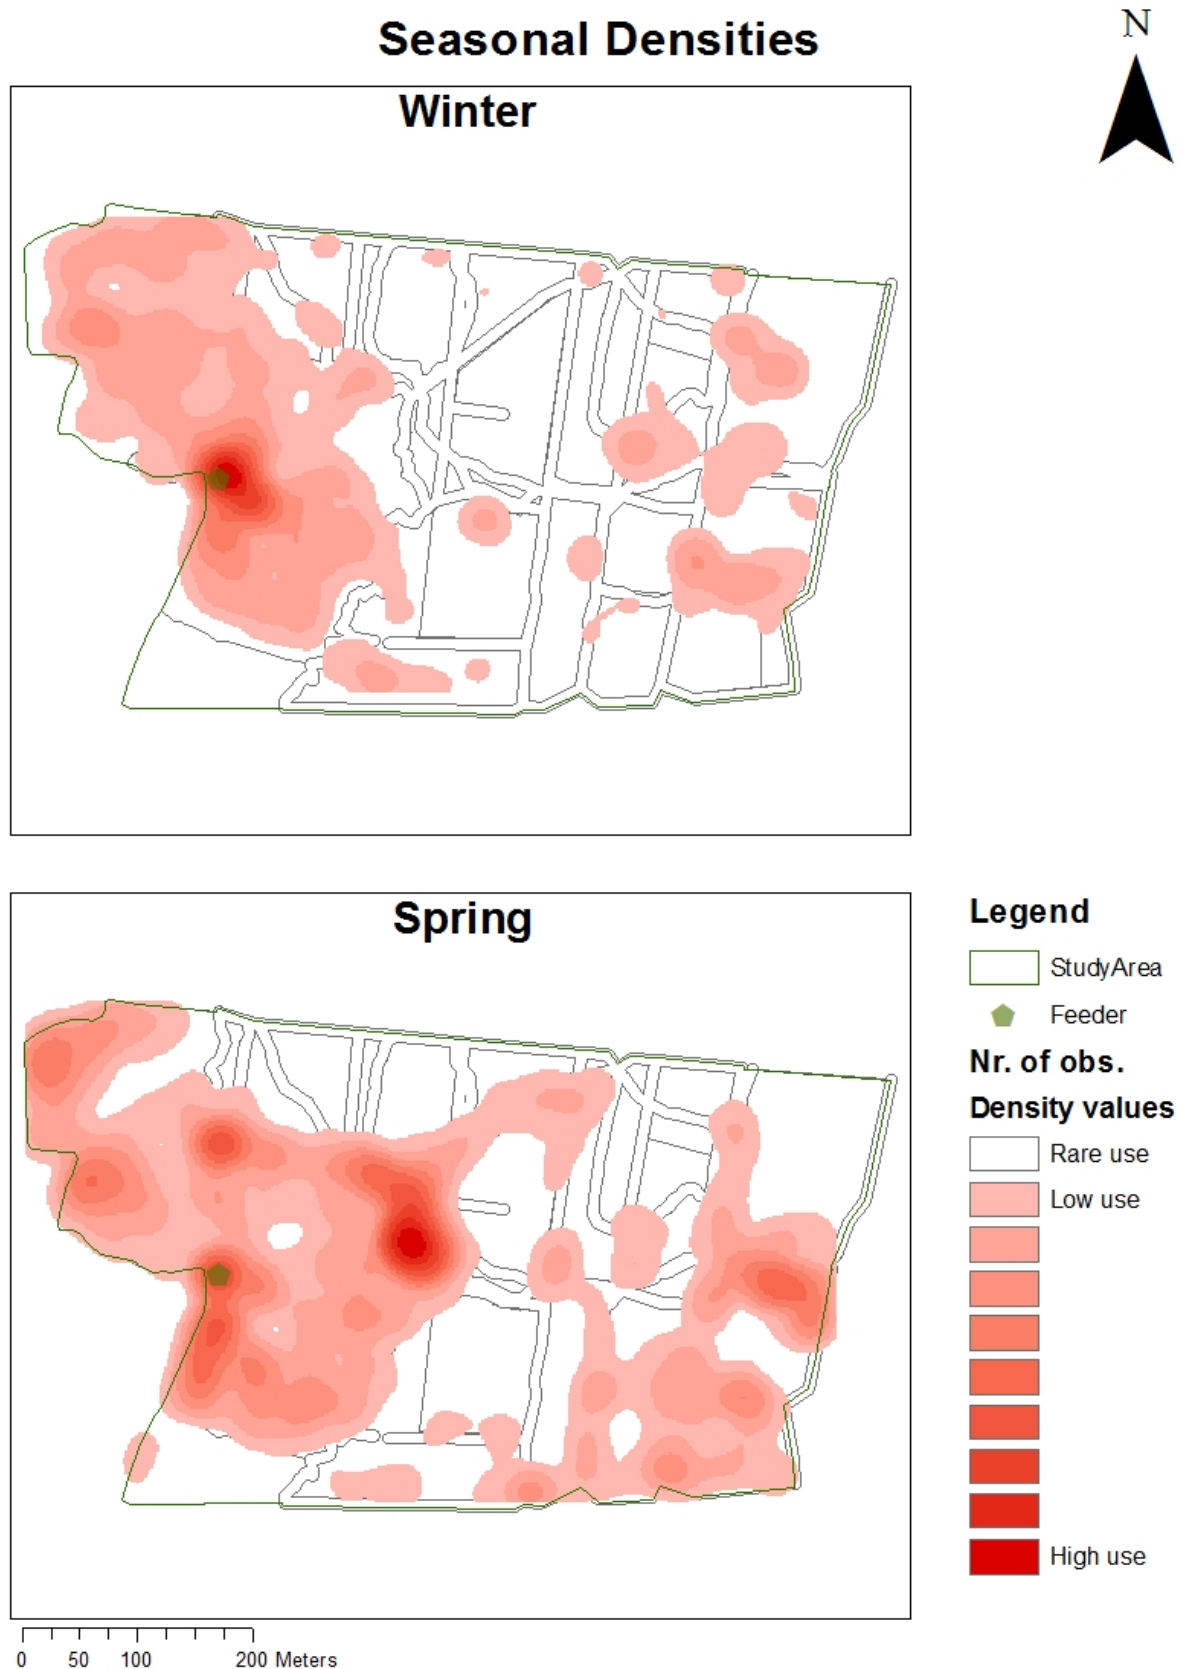 Seasonal Densities
N
Winter
Spring
Legend
StudyArea
Feeder
Nr. of obs.
Density values
Rare use
Low use
High use
0 50 100 200 Meters